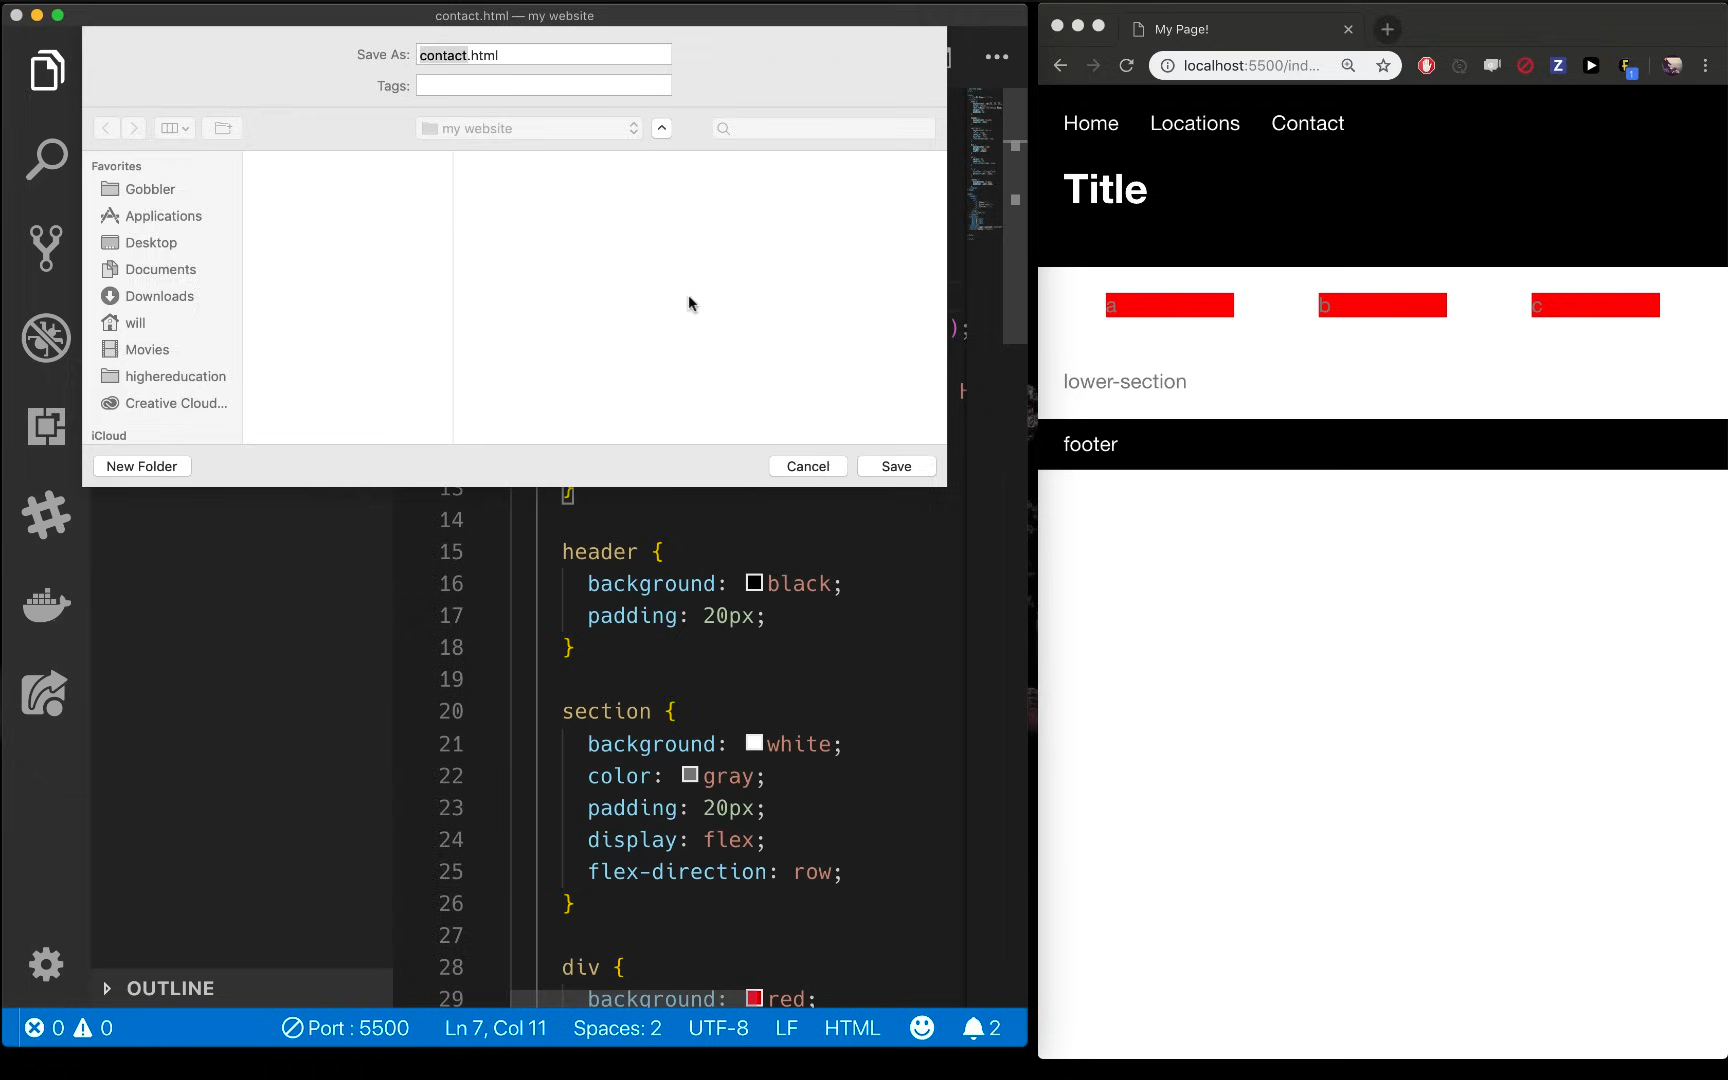 contact.html — my website
Save As: contact.html
Tags:
my website
Favorites
Gobbler
Applications
Desktop
Documents
Downloads
will
Movies
highereducation
Creative Cloud...
iCloud
New Folder
Cancel
Save
);
13 }
14
15 header {
16 background: black;
17 padding: 20px;
18 }
19
20 section {
21 background: white;
22 color: gray;
23 padding: 20px;
24 display: flex;
25 flex-direction: row;
26 }
27
28 div {
29 background: red;
OUTLINE
0 0 Port : 5500 Ln 7, Col 11 Spaces: 2 UTF-8 LF HTML 2
My Page!
localhost:5500/ind...
Z
1
Home Locations Contact
Title
a b c
lower-section
footer